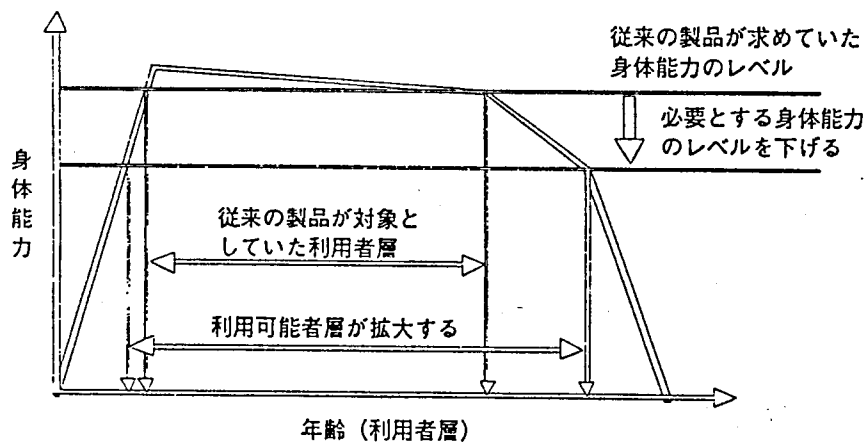 従来の製品が求めていた
身体能力のレベル
必要とする身体能力
のレベルを下げる
身体能力
従来の製品が対象と
していた利用者層
利用可能者層が拡大する
年齢（利用者層）